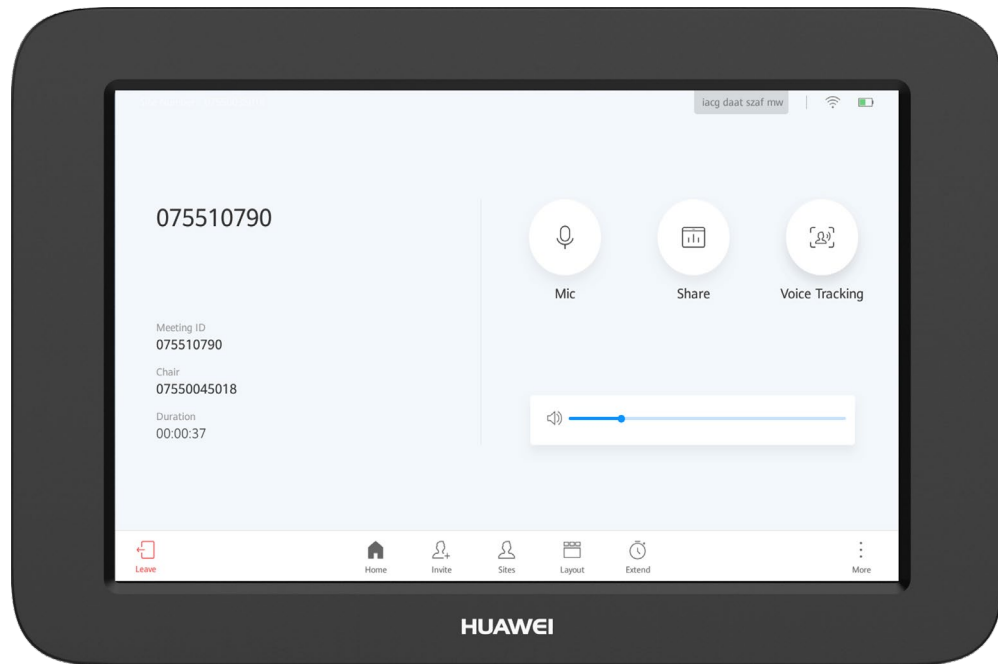 iacg daat szaf mw
075510790
Mic
Share
Voice Tracking
Meeting ID
075510790
Chair
07550045018
Duration
00:00:37
Leave
Home
Invite
Sites
Layout
Extend
More
HUAWEI